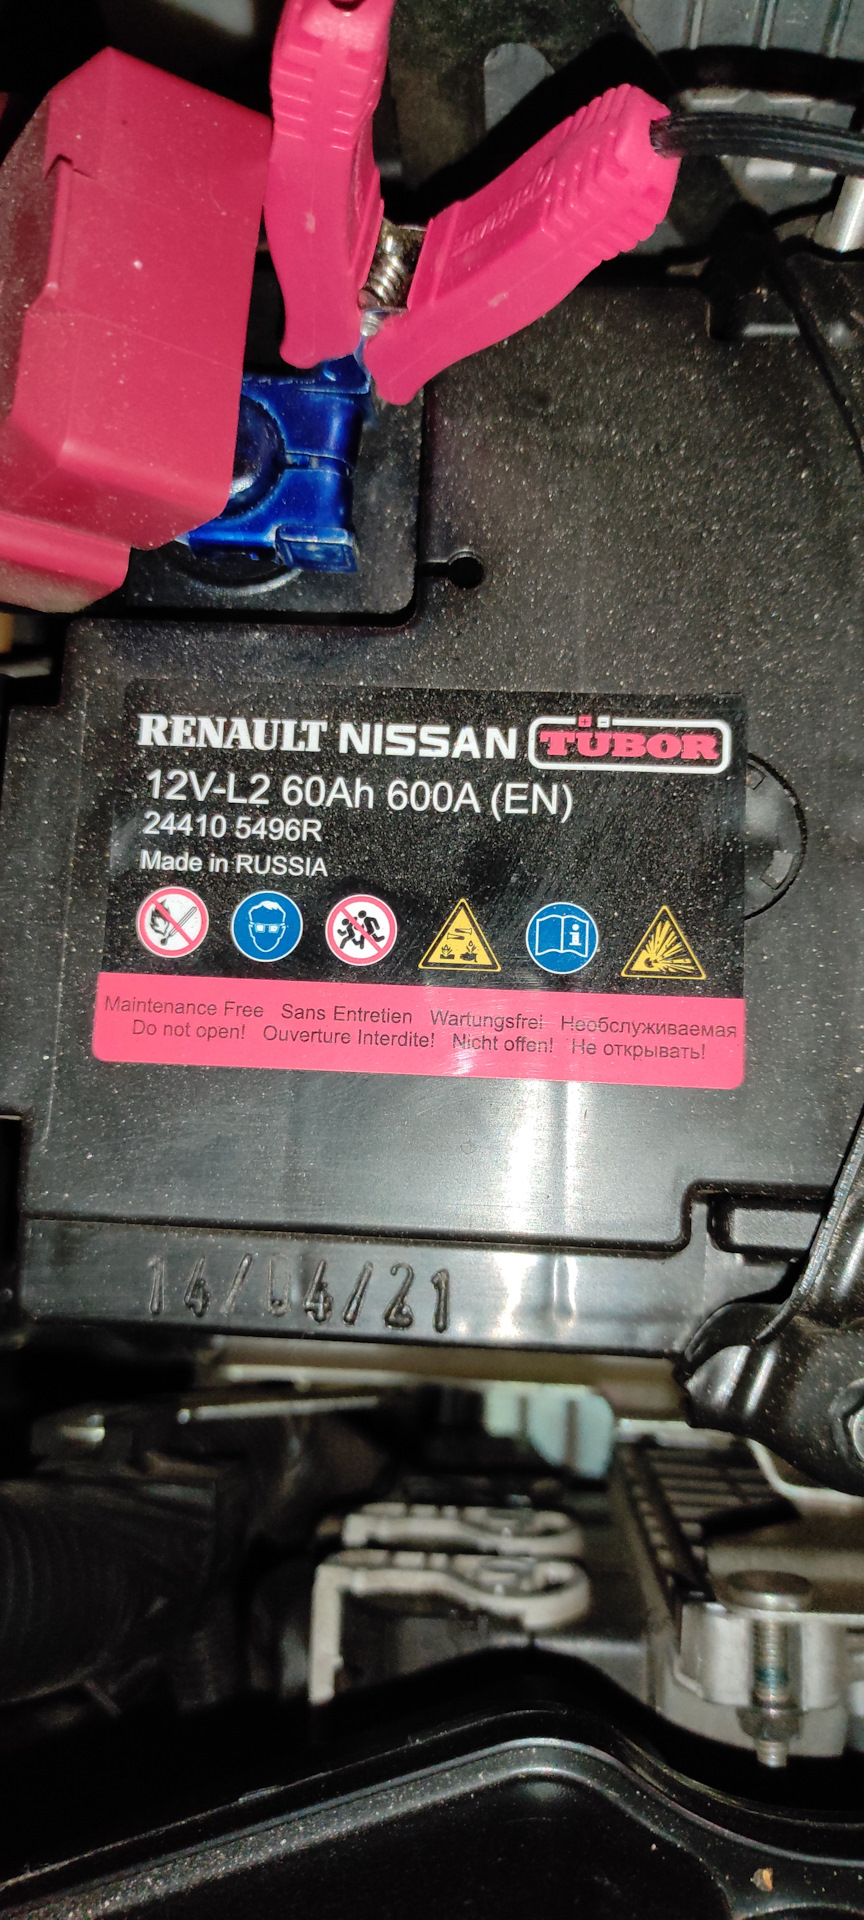 RENAULT NISSAN TUBOR
12V-L2 60Ah 600A (EN)
24410 5496R
Made in RUSSIA
Maintenance Free Sans Entretien Wartungsfrei Необслуживаемая
Do not open! Ouverture Interdite! Nicht offen! Не открывать!
14/04/21